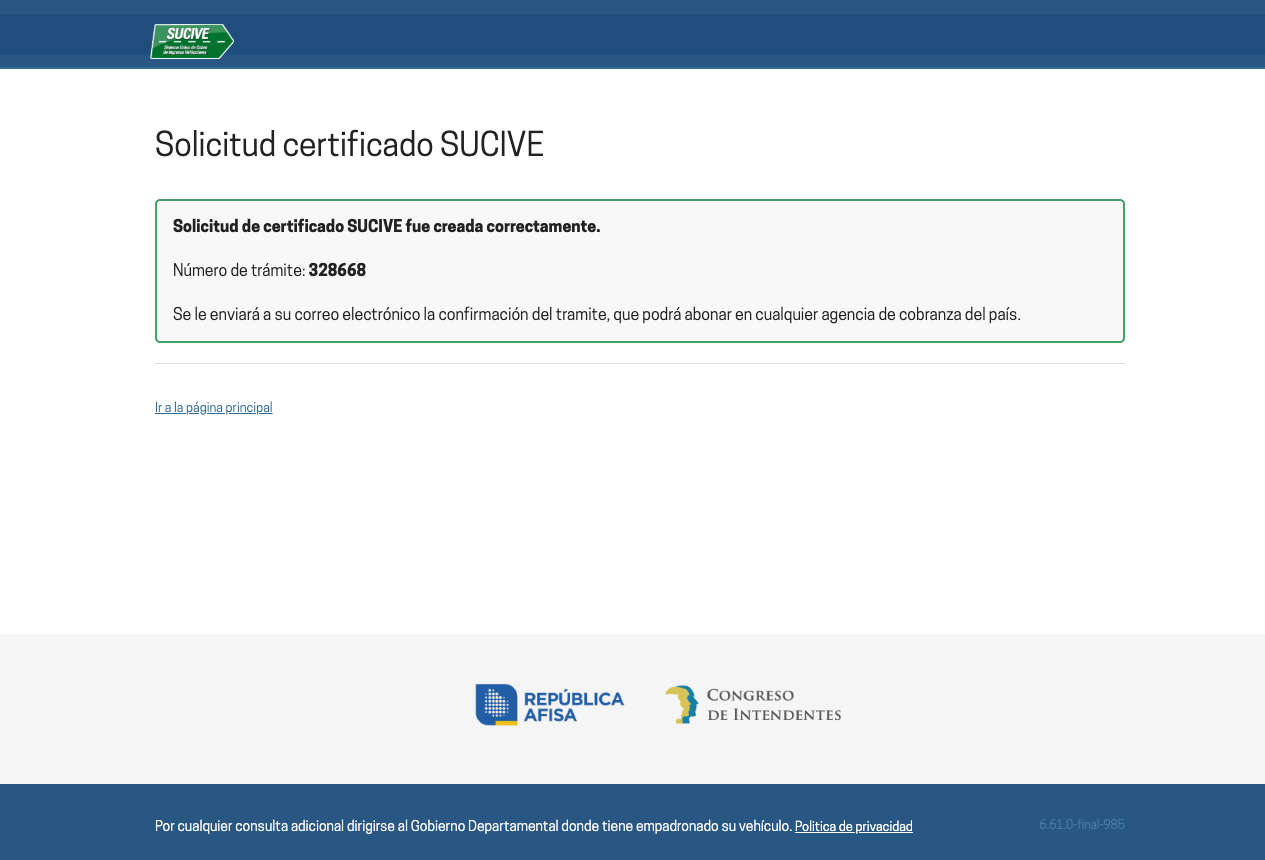 SUCIVE
Sistema Único de Cobro
de Ingresos Vehiculares
Solicitud certificado SUCIVE
Solicitud de certificado SUCIVE fue creada correctamente.
Número de trámite: 328668
Se le enviará a su correo electrónico la confirmación del tramite, que podrá abonar en cualquier agencia de cobranza del país.
Ir a la página principal
REPÚBLICA
AFISA
CONGRESO
DE INTENDENTES
Por cualquier consulta adicional dirigirse al Gobierno Departamental donde tiene empadronado su vehículo. Politica de privacidad
6.61.0-final-985